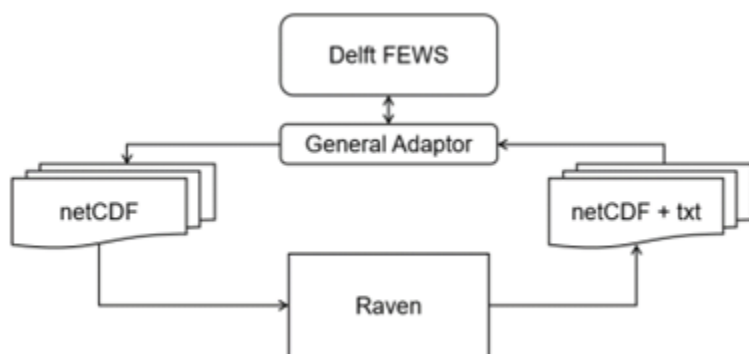 Delft FEWS
General Adaptor
netCDF
netCDF + txt
Raven